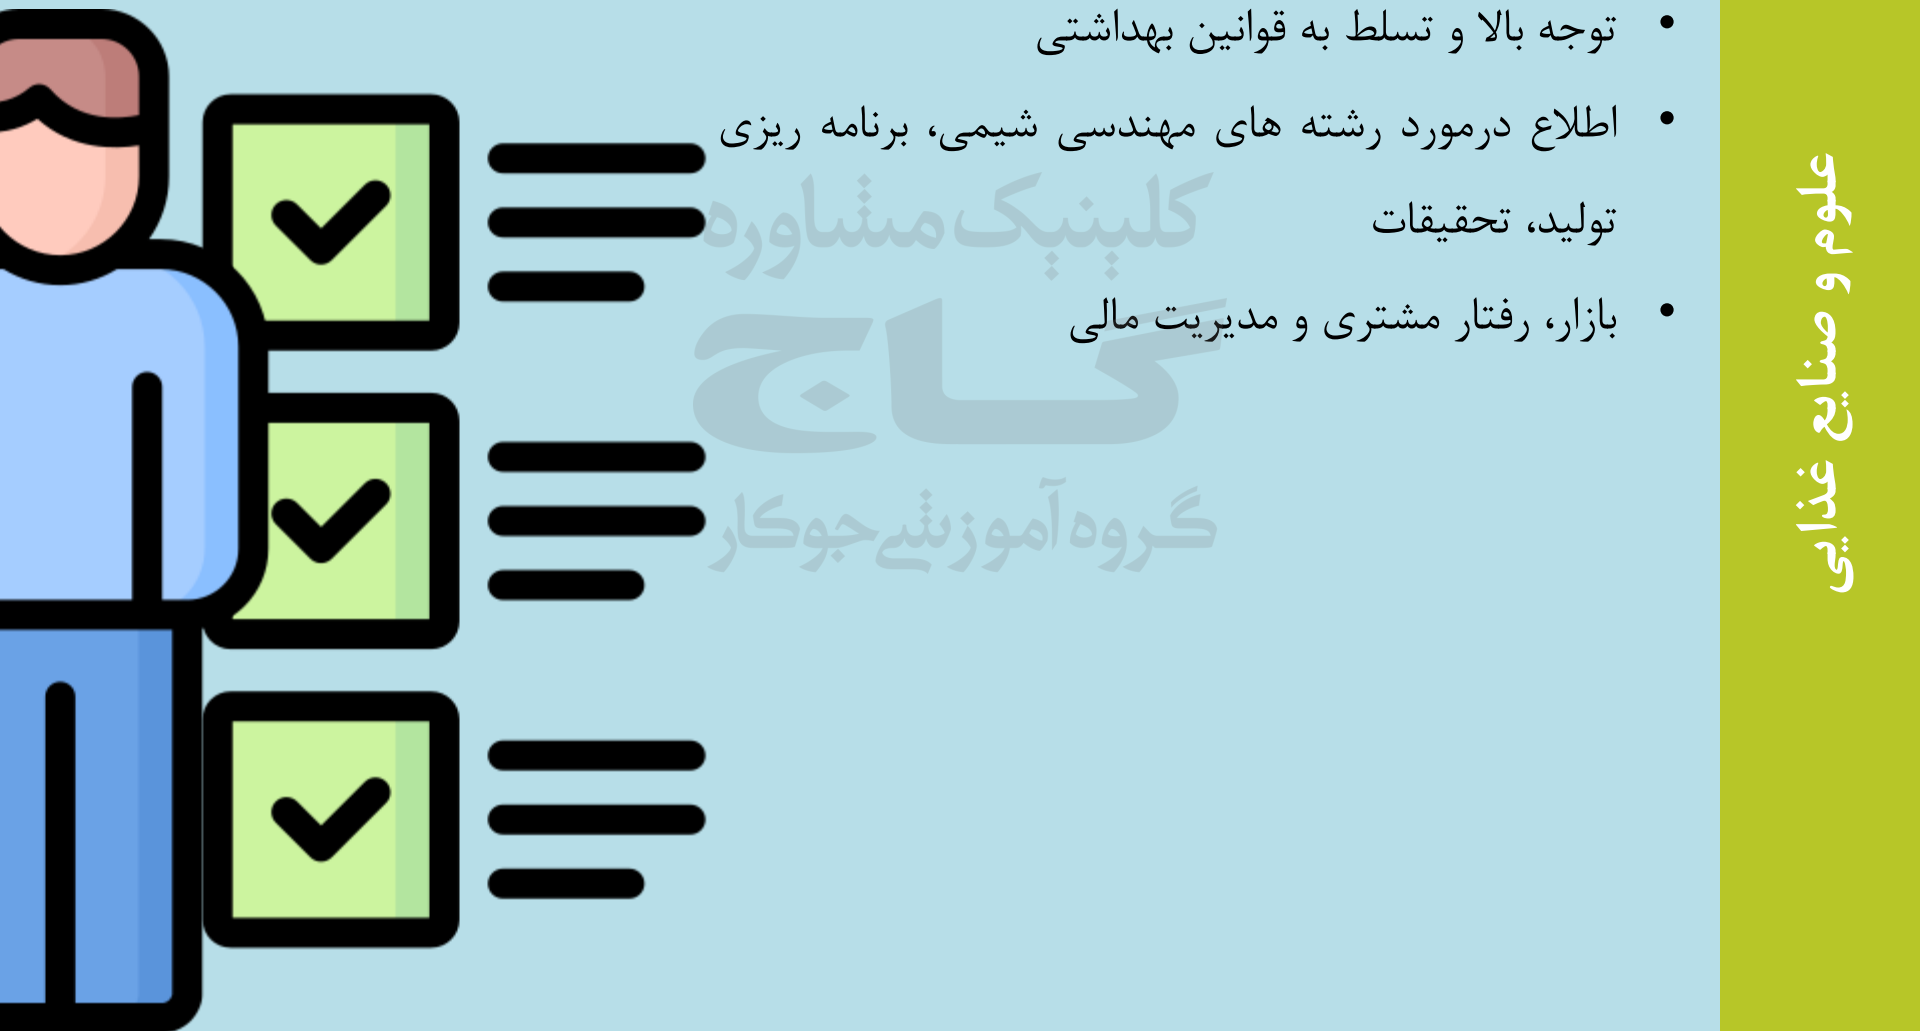 توجه بالا و تسلط به قوانین بهداشتی
اطلاع درمورد رشته های مهندسی شیمی، برنامه ریزی
تولید، تحقیقات
بازار، رفتار مشتری و مدیریت مالی
کلینیک مشاوره
گاج
گروه آموزشی جوکار
علوم و صنایع غذایی